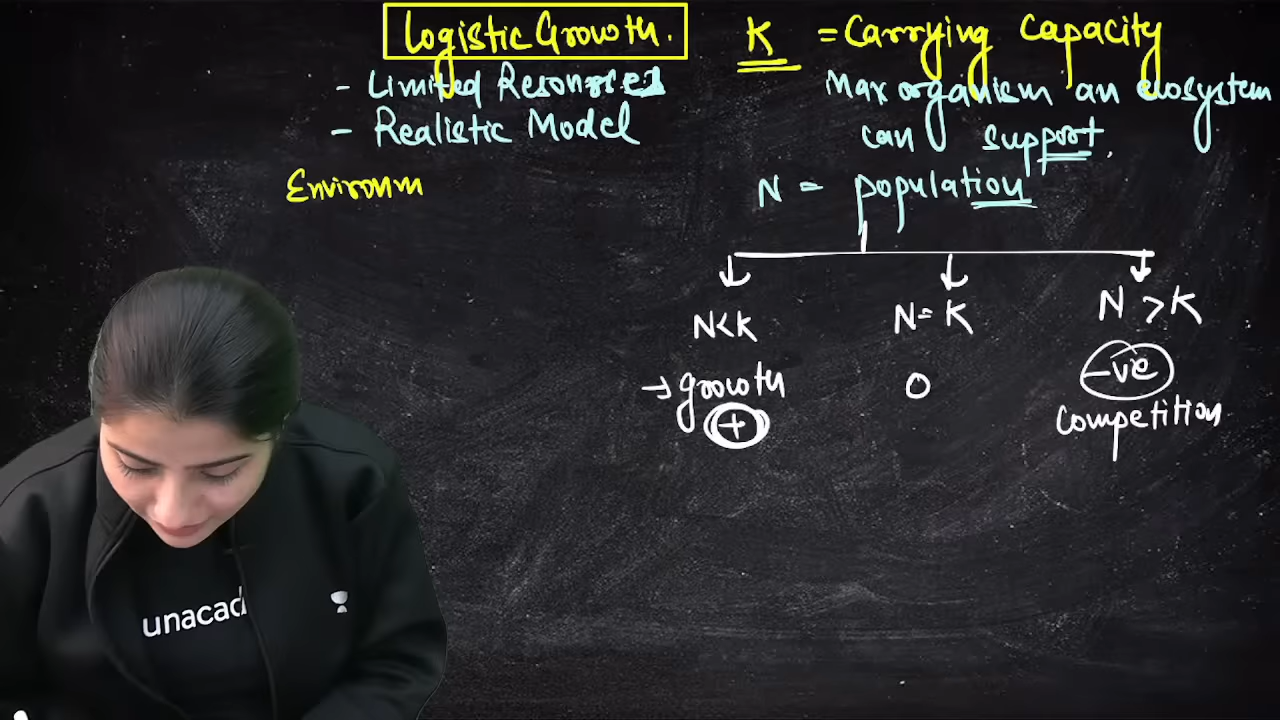 Logistic Growth.
- Limited Resources
- Realistic Model
Environm
K = Carrying Capacity
Max organism an ecosystem
can support.
N = population
N<K
N=K
N >K
→ growth
+
0
-ve
competition
unacad